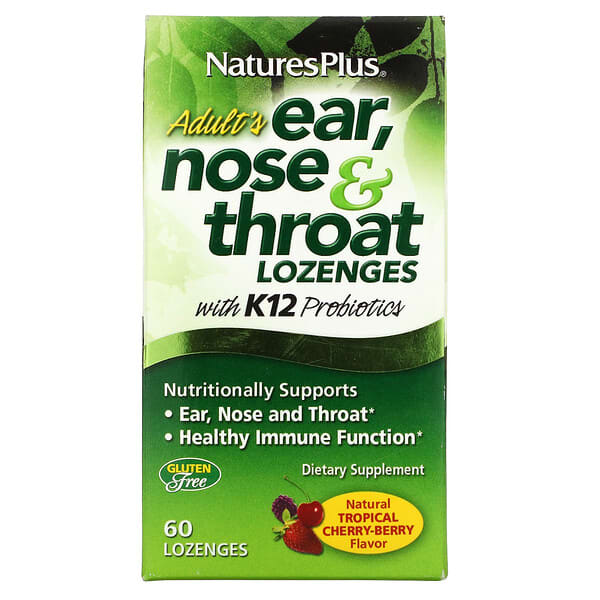 NaturesPlus®
Adult's ear,
nose &
throat
LOZENGES
with K12 Probiotics
Nutritionally Supports
• Ear, Nose and Throat*
• Healthy Immune Function*
GLUTEN
Free
Dietary Supplement
60
LOZENGES
Natural
TROPICAL
CHERRY-BERRY
Flavor